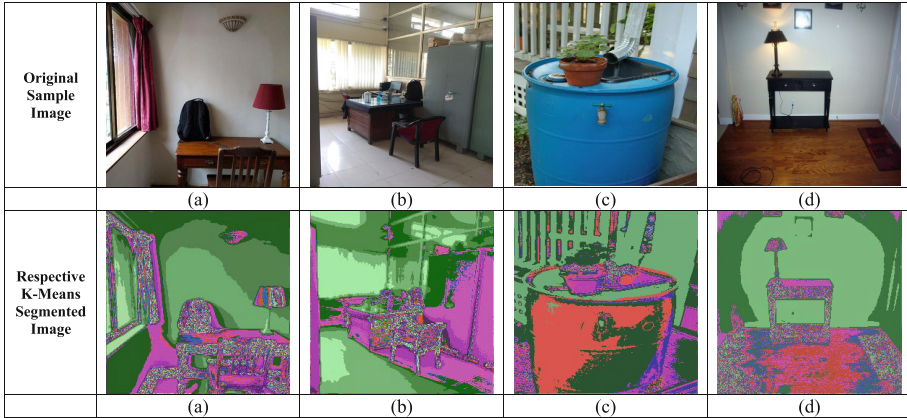 Original
Sample
Image
(a)
(b)
(c)
(d)
Respective
K-Means
Segmented
Image
(a)
(b)
(c)
(d)